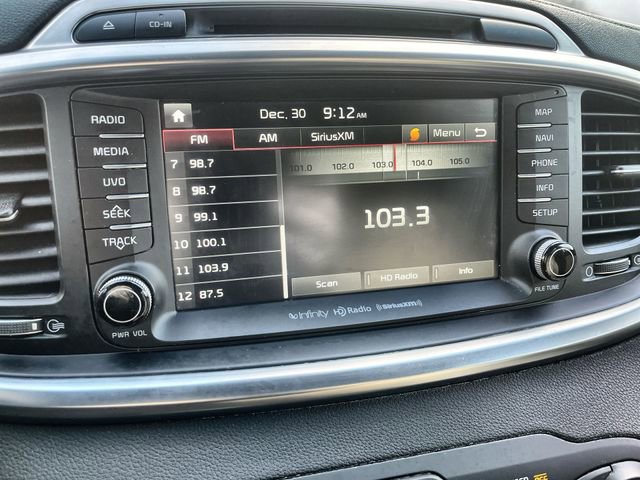 CD-IN
RADIO
MEDIA
UVO
SEEK
TRACK
PWR VOL
Dec. 30 9:12 AM
FM AM SiriusXM Menu
7 98.7
8 98.7
9 99.1
10 100.1
11 103.9
12 87.5
101.0 102.0 103.0 104.0 105.0
103.3
Scan HD Radio Info
infinity HD Radio SiriusXM
MAP
NAVI
PHONE
INFO
SETUP
FILE TUNE
OFF